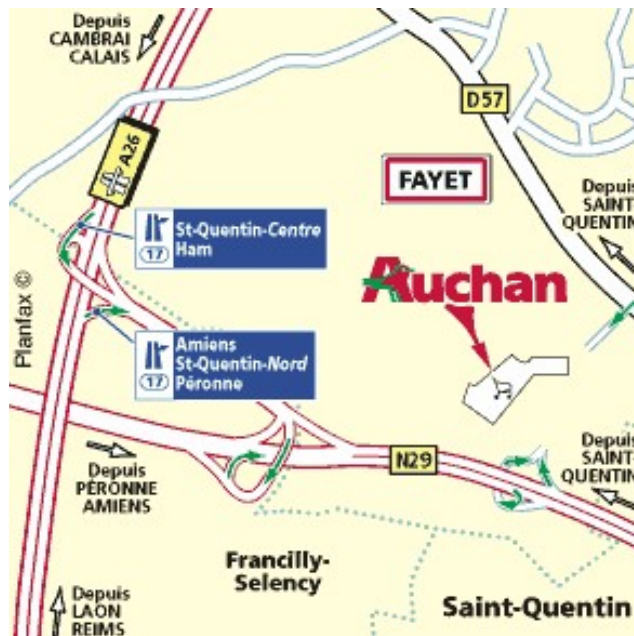 Depuis
CAMBRAI
CALAIS
D57
A26
FAYET
Depuis
SAINT-
QUENTIN
St-Quentin-Centre
Ham
17
Auchan
Planfax ©
Amiens
St-Quentin-Nord
Péronne
17
Depuis
PÉRONNE
AMIENS
N29
Depuis
SAINT-
QUENTIN
Francilly-
Selency
Depuis
LAON
REIMS
Saint-Quentin